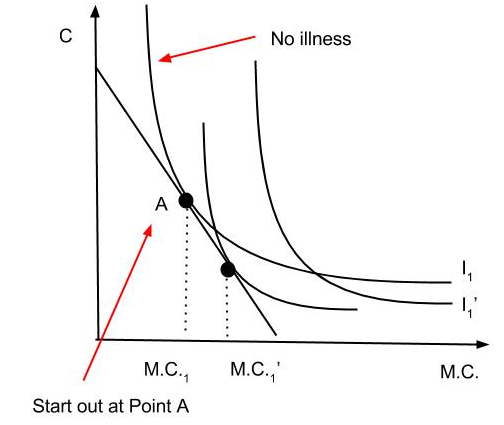 C
No illness
A
I1
I1’
M.C.1
M.C.1’
M.C.
Start out at Point A